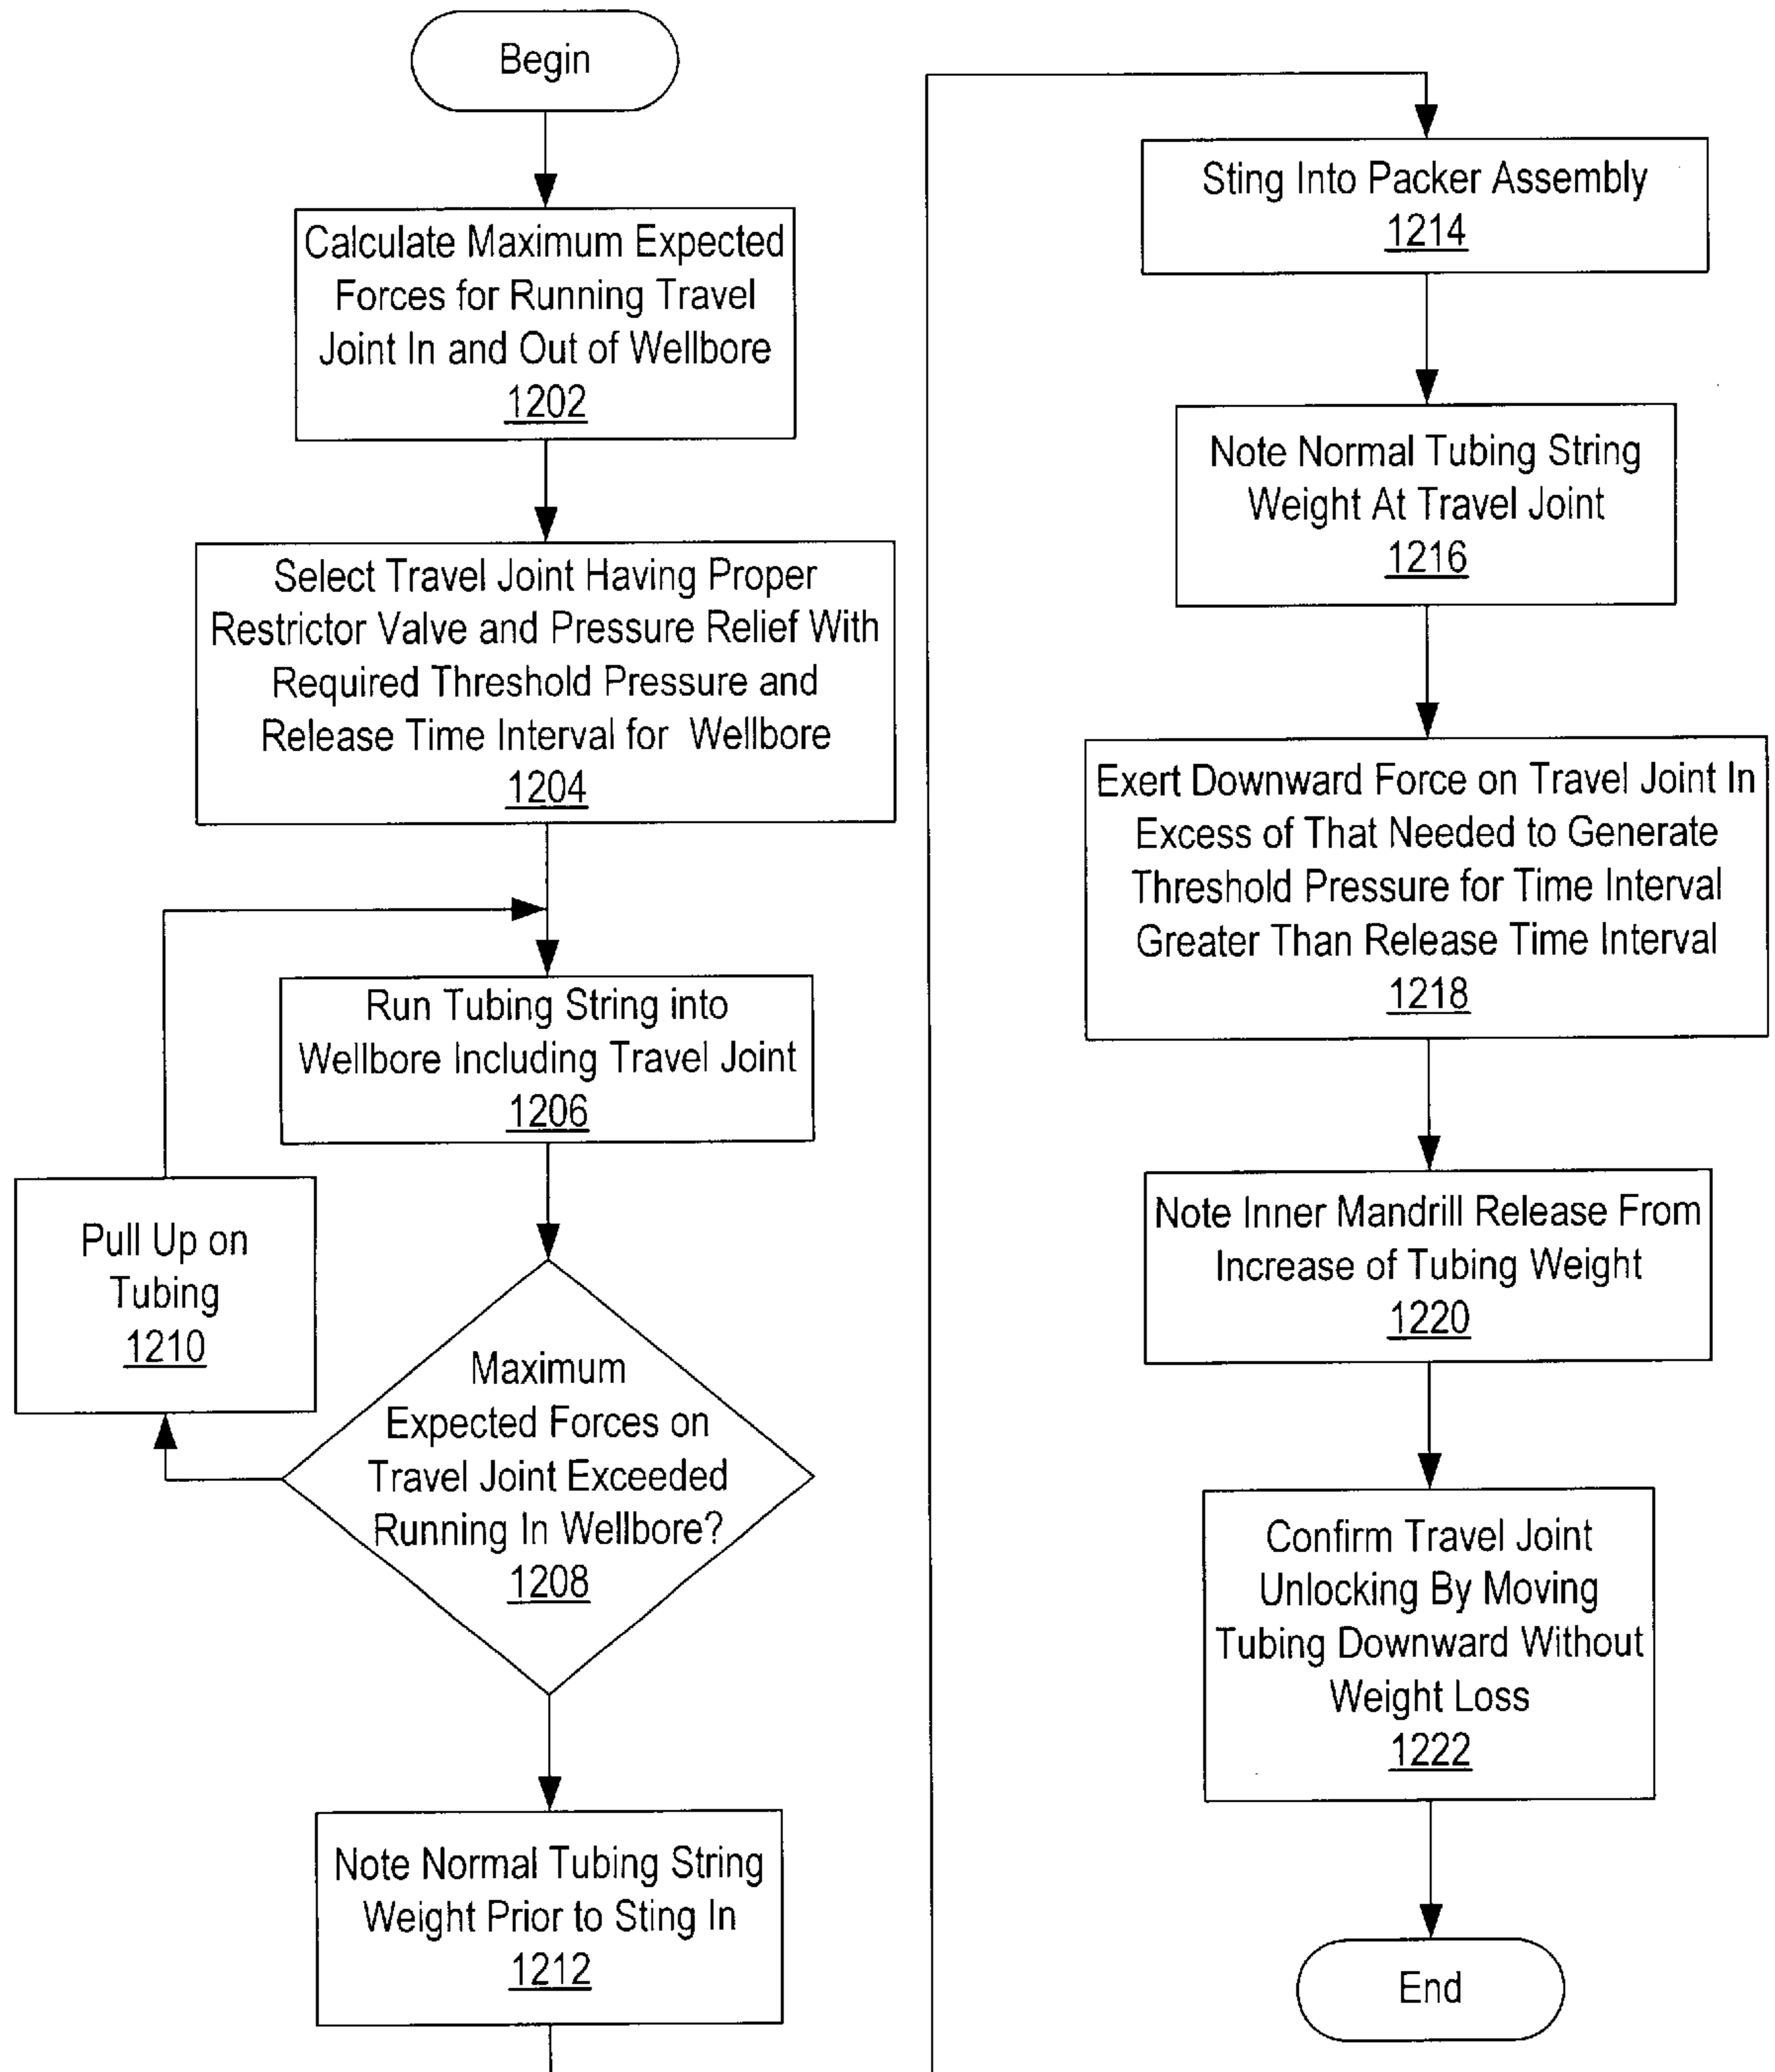 Begin
Calculate Maximum Expected
Forces for Running Travel
Joint In and Out of Wellbore
1202
Select Travel Joint Having Proper
Restrictor Valve and Pressure Relief With
Required Threshold Pressure and
Release Time Interval for Wellbore
1204
Run Tubing String into
Wellbore Including Travel Joint
1206
Pull Up on
Tubing
1210
Maximum
Expected Forces on
Travel Joint Exceeded
Running In Wellbore?
1208
Note Normal Tubing String
Weight Prior to Sting In
1212
Sting Into Packer Assembly
1214
Note Normal Tubing String
Weight At Travel Joint
1216
Exert Downward Force on Travel Joint In
Excess of That Needed to Generate
Threshold Pressure for Time Interval
Greater Than Release Time Interval
1218
Note Inner Mandrill Release From
Increase of Tubing Weight
1220
Confirm Travel Joint
Unlocking By Moving
Tubing Downward Without
Weight Loss
1222
End